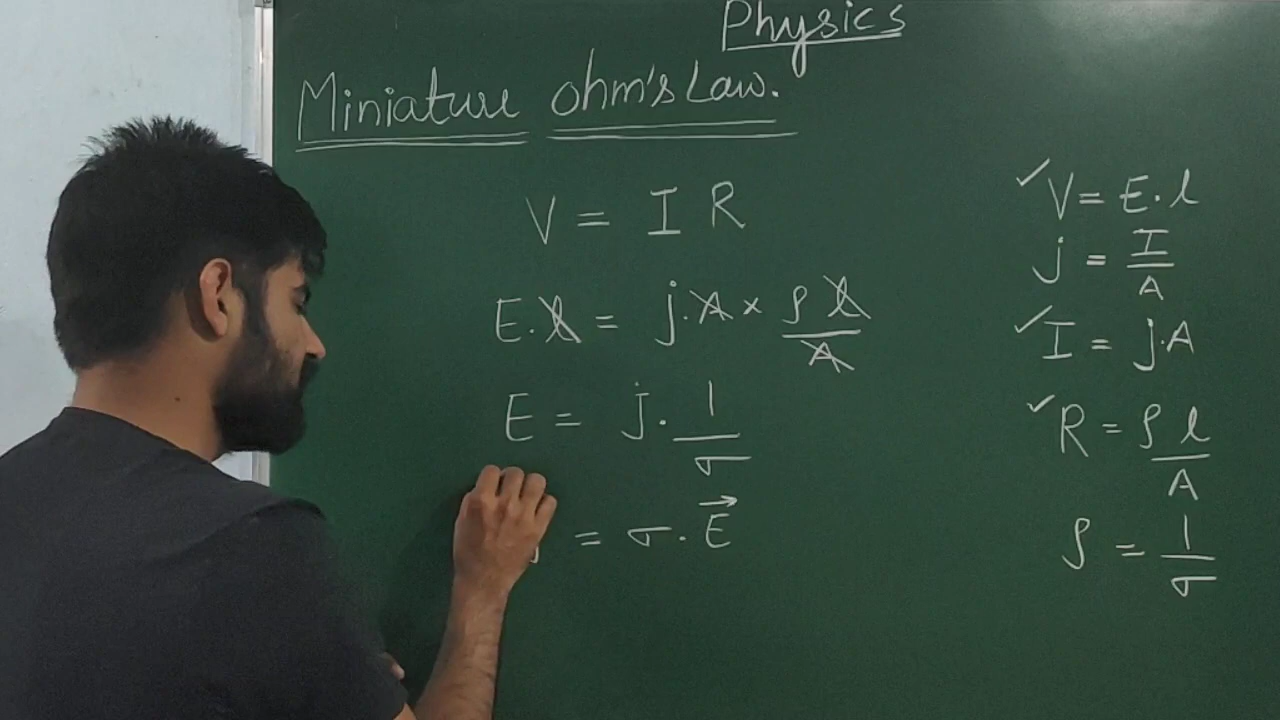 Physics
Miniature ohm's Law.
V = I R
E.l = j.A × ρ l / A
E = j. 1 / σ
= σ. E⃗
✓ V = E.l
j = I / A
✓ I = j.A
✓ R = ρ l / A
ρ = 1 / σ